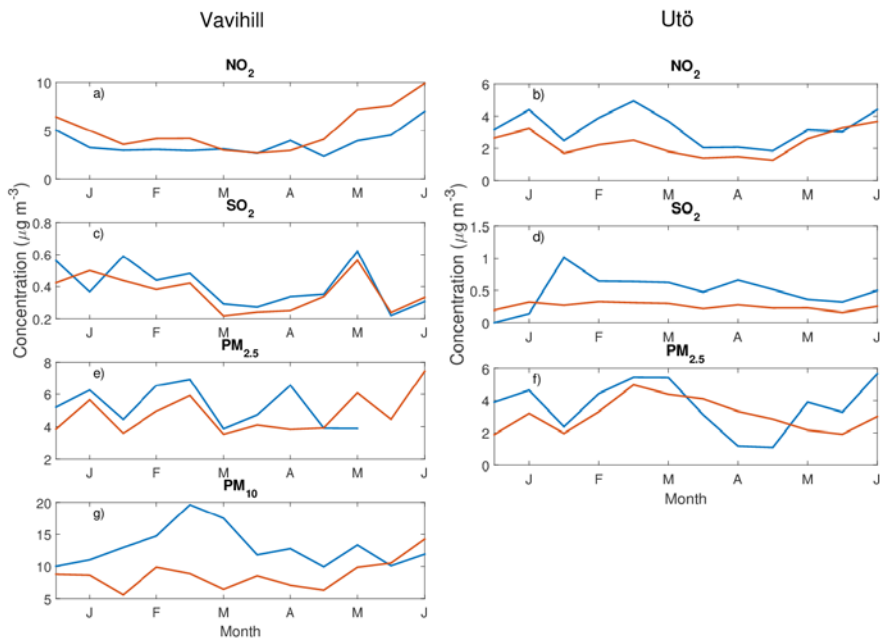 Vavihill
Utö
NO2
a)
10
5
0
J F M A M J
SO2
c)
0.8
0.6
0.4
0.2
J F M A M J
PM2.5
e)
8
6
4
2
J F M A M J
PM10
g)
20
15
10
5
J F M A M J
Month
Concentration (μg m-3)
NO2
b)
6
4
2
0
J F M A M J
SO2
d)
1.5
1
0.5
0
J F M A M J
PM2.5
f)
6
4
2
0
J F M A M J
Month
Concentration (μg m-3)